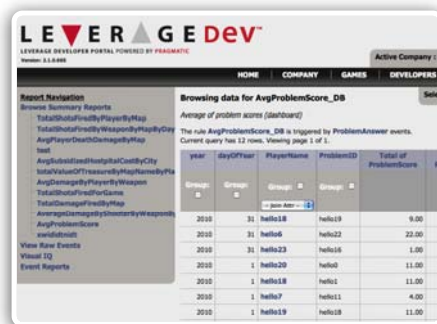 LEVERAGE DEV™
LEVERAGE DEVELOPER PORTAL POWERED BY PRAGMATIC
Version: 2.1.0.095
Active Company :
HOME COMPANY GAMES DEVELOPERS
Report Navigation
Browse Summary Reports
TotalShotsFiredByPlayerByMap
TotalShotsFiredByWeaponByMapByDay
AvgPlayerDeathDamageByMap
test
AvgSubsidizedHospitalCostByCity
totalValueOfTreasureByMapNameByPla
AvgDamageByPlayerByWeapon
TotalShotsFiredForGame
TotalDamageFiredByMap
AverageDamageByShooterByWeaponBy
AvgProblemScore
View Raw Events
Visual IQ
Event Reports
Browsing data for AvgProblemScore_DB
Sele
Average of problem scores (dashboard)
The rule AvgProblemScore_DB is triggered by ProblemAnswer events.
Current query has 12 rows. Viewing page 1 of 1.
year dayOfYear PlayerName ProblemID Total of ProblemScore
Group: Group: Group: Group:
-- Join Attr --
2010 31 hello18 hello19 9.00
2010 31 hello6 hello22 22.00
2010 31 hello23 hello16 1.00
2010 1 hello20 hello0 11.00
2010 1 hello18 hello1 11.00
2010 1 hello7 hello11 4.00
2010 1 hello19 hello18 11.00